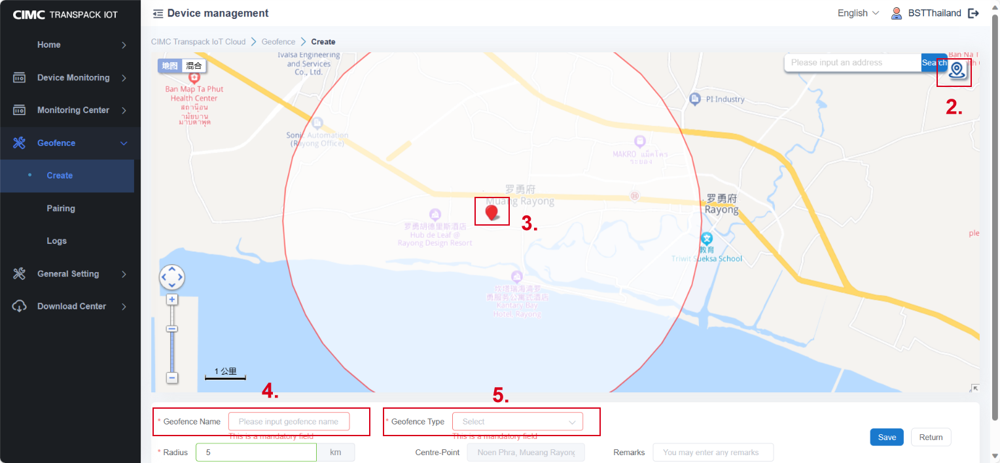 CIMC TRANSPACK IOT
Device management
English
BSTThailand
Home
Device Monitoring
Monitoring Center
Geofence
Create
Pairing
Logs
General Setting
Download Center
CIMC Transpack IoT Cloud
Geofence
Create
地图
混合
Please input an address
Search
2.
Ivalsa Engineering
and Services
Co., Ltd.
Ban Map Ta Phut
Health Center
สถานีอน
ามัยบ้าน
มาบตาพุด
Sonic Automation
(Rayong Office)
PI Industry
MAKRO แม็คโคร
ระยอง
罗勇府
Muang Rayong
3.
罗勇府
Rayong
罗勇胡德里斯酒店
Hub de Leaf @
Rayong Design Resort
教育
Triwit Sueksa School
坎塔瑞海湾罗
勇服务公寓式酒店
Kantary Bay
Hotel, Rayong
ple
Ban Na T
1 公里
4.
5.
* Geofence Name
Please input geofence name
This is a mandatory field
* Geofence Type
Select
This is a mandatory field
* Radius
5
km
Centre-Point
Noen Phra, Mueang Rayong
Remarks
You may enter any remarks
Save
Return